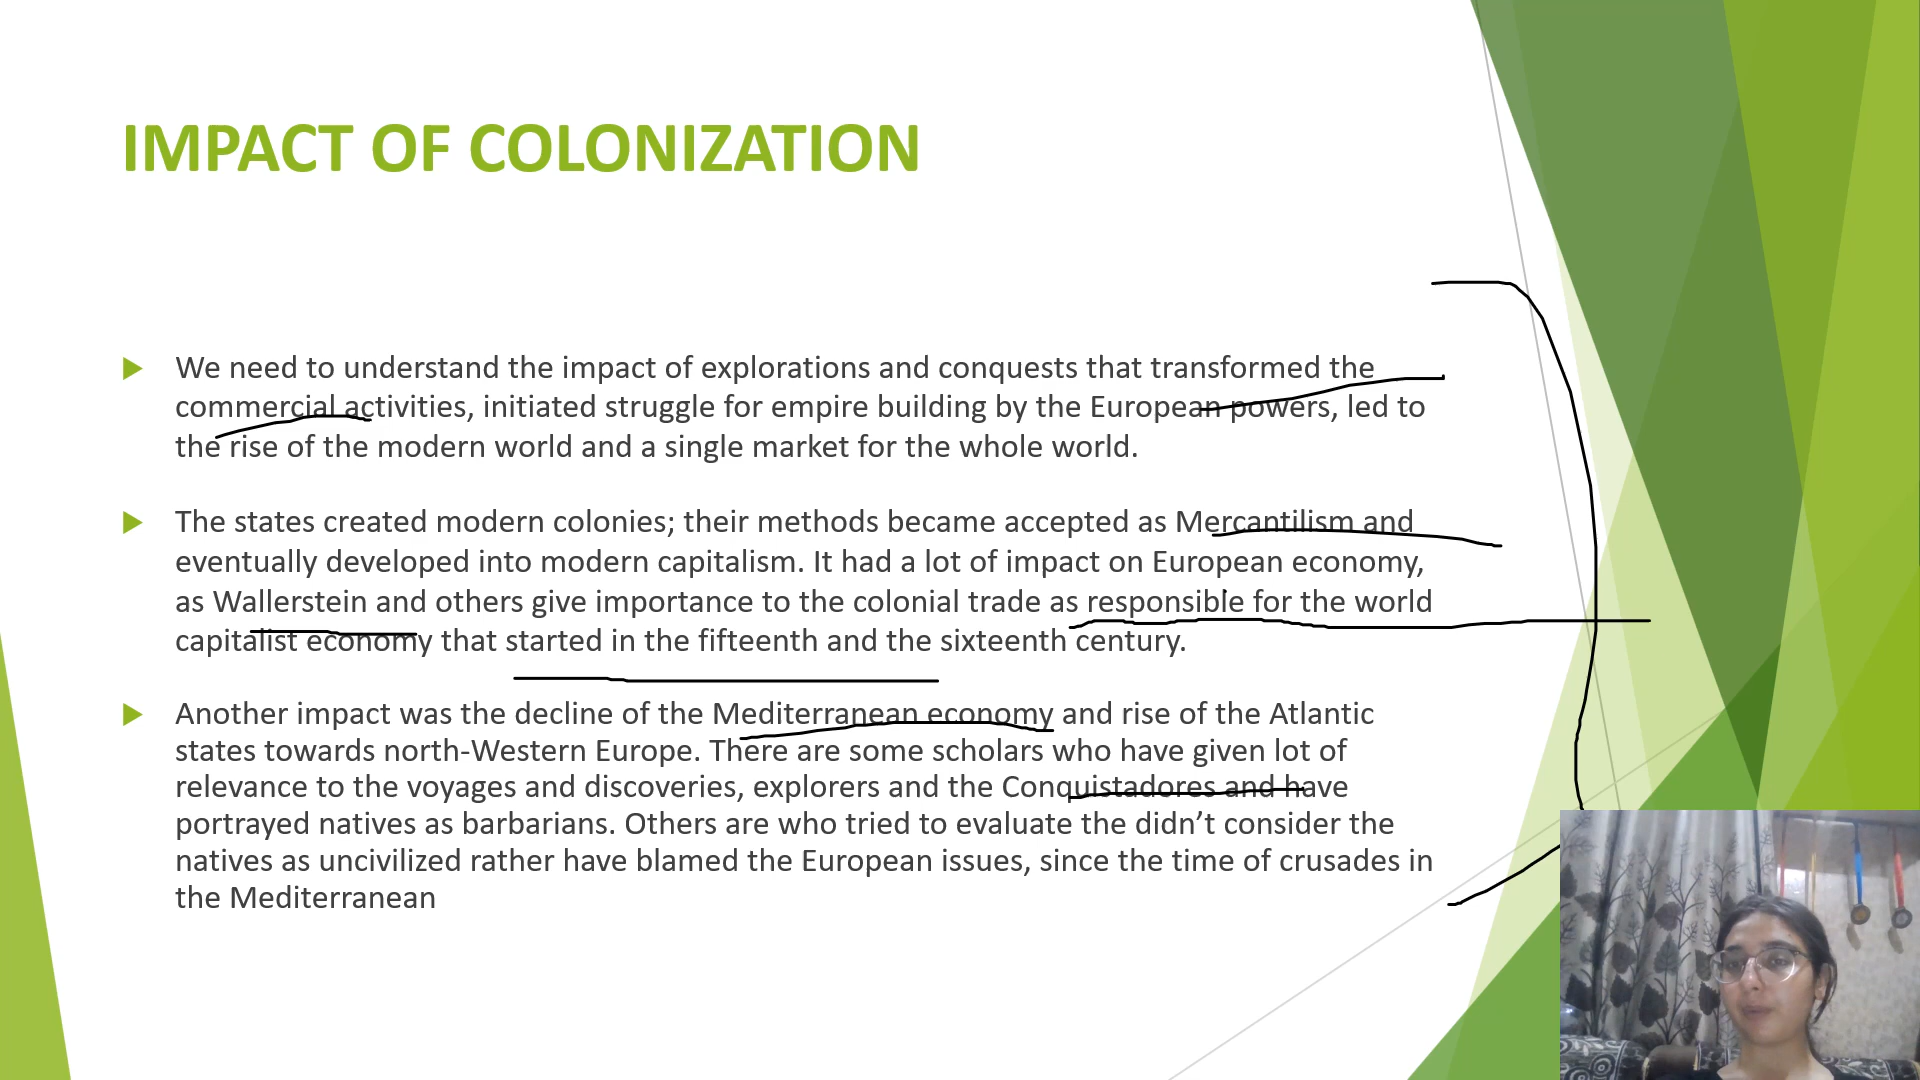 IMPACT OF COLONIZATION
We need to understand the impact of explorations and conquests that transformed the
commercial activities, initiated struggle for empire building by the European powers, led to
the rise of the modern world and a single market for the whole world.
The states created modern colonies; their methods became accepted as Mercantilism and
eventually developed into modern capitalism. It had a lot of impact on European economy,
as Wallerstein and others give importance to the colonial trade as responsible for the world
capitalist economy that started in the fifteenth and the sixteenth century.
Another impact was the decline of the Mediterranean economy and rise of the Atlantic
states towards north-Western Europe. There are some scholars who have given lot of
relevance to the voyages and discoveries, explorers and the Conquistadores and have
portrayed natives as barbarians. Others are who tried to evaluate the didn’t consider the
natives as uncivilized rather have blamed the European issues, since the time of crusades in
the Mediterranean